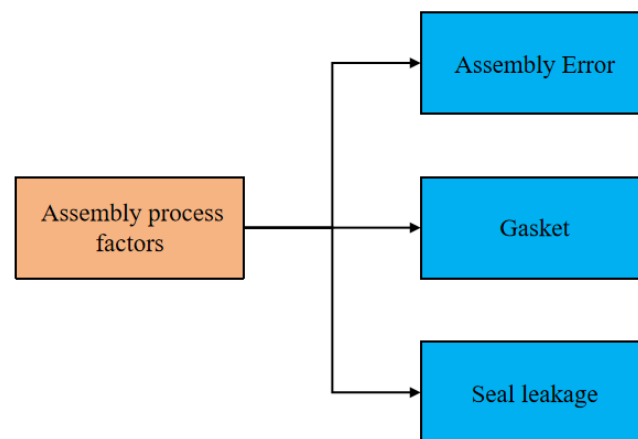 Assembly Error
Assembly process
factors
Gasket
Seal leakage